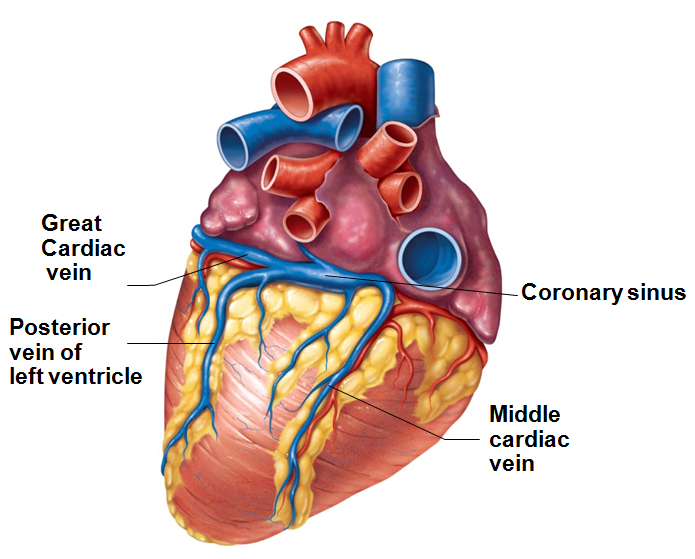 Great
Cardiac
vein
Coronary sinus
Posterior
vein of
left ventricle
Middle
cardiac
vein